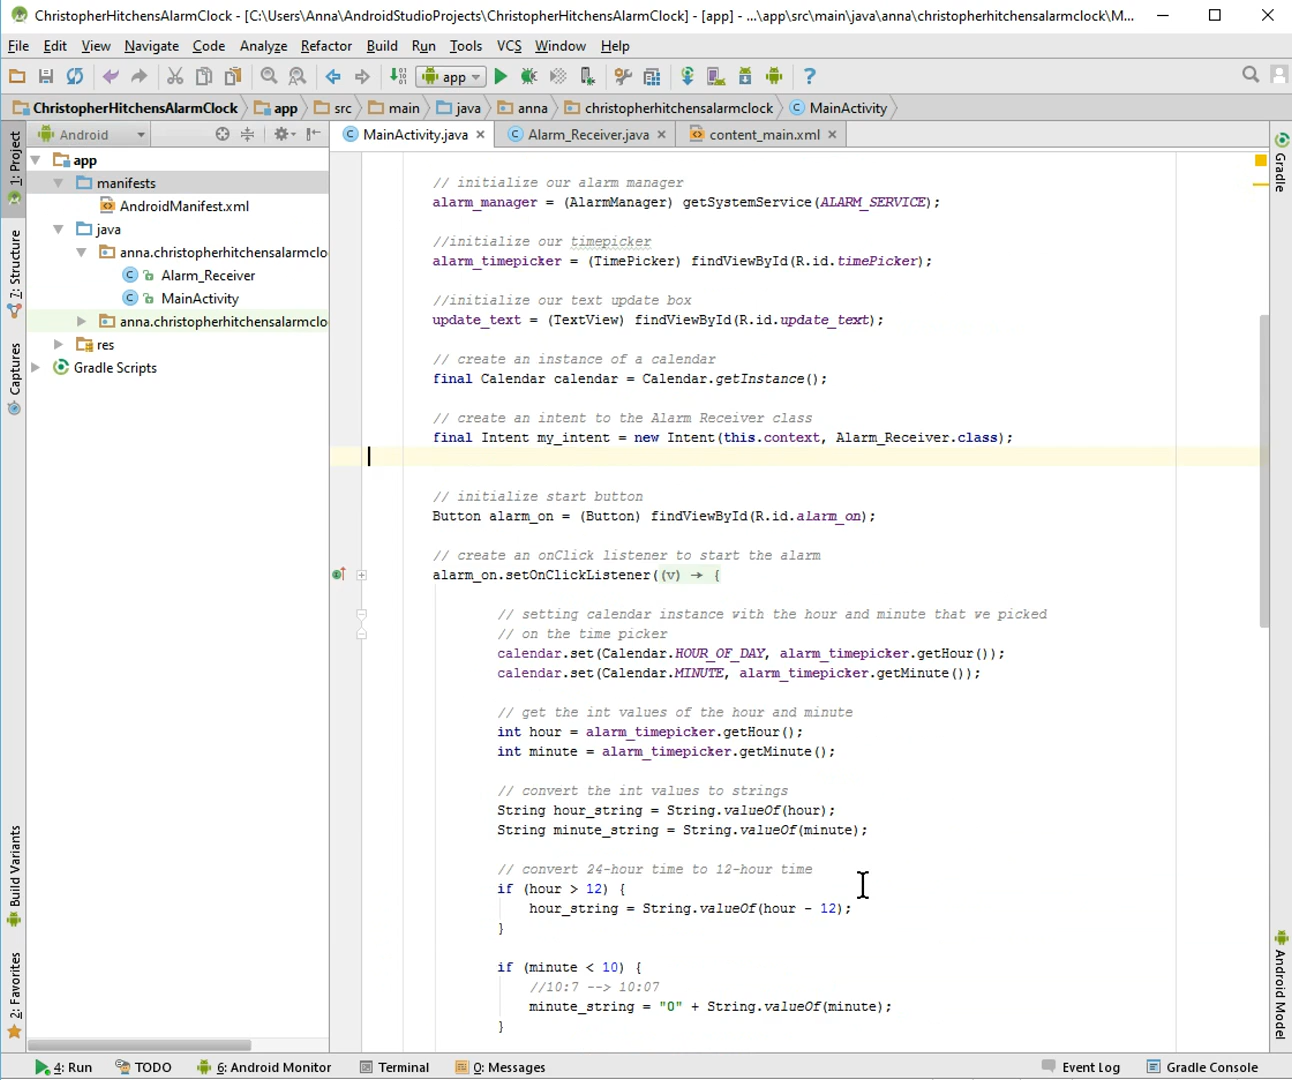 ChristopherHitchensAlarmClock - [C:\Users\Anna\AndroidStudioProjects\ChristopherHitchensAlarmClock] - [app] - ...\app\src\main\java\anna\christopherhitchensalarmclock\M...
File Edit View Navigate Code Analyze Refactor Build Run Tools VCS Window Help
app
ChristopherHitchensAlarmClock app src main java anna christopherhitchensalarmclock MainActivity
Android
MainActivity.java Alarm_Receiver.java content_main.xml
1: Project
7: Structure
Captures
Build Variants
2: Favorites
app
manifests
AndroidManifest.xml
java
anna.christopherhitchensalarmclo
Alarm_Receiver
MainActivity
anna.christopherhitchensalarmclo
res
Gradle Scripts
// initialize our alarm manager
alarm_manager = (AlarmManager) getSystemService(ALARM_SERVICE);
//initialize our timepicker
alarm_timepicker = (TimePicker) findViewById(R.id.timePicker);
//initialize our text update box
update_text = (TextView) findViewById(R.id.update_text);
// create an instance of a calendar
final Calendar calendar = Calendar.getInstance();
// create an intent to the Alarm Receiver class
final Intent my_intent = new Intent(this.context, Alarm_Receiver.class);
// initialize start button
Button alarm_on = (Button) findViewById(R.id.alarm_on);
// create an onClick listener to start the alarm
alarm_on.setOnClickListener((v) → {
// setting calendar instance with the hour and minute that we picked
// on the time picker
calendar.set(Calendar.HOUR_OF_DAY, alarm_timepicker.getHour());
calendar.set(Calendar.MINUTE, alarm_timepicker.getMinute());
// get the int values of the hour and minute
int hour = alarm_timepicker.getHour();
int minute = alarm_timepicker.getMinute();
// convert the int values to strings
String hour_string = String.valueOf(hour);
String minute_string = String.valueOf(minute);
// convert 24-hour time to 12-hour time
if (hour > 12) {
hour_string = String.valueOf(hour - 12);
}
if (minute < 10) {
//10:7 --> 10:07
minute_string = "0" + String.valueOf(minute);
}
Gradle
Android Model
4: Run TODO 6: Android Monitor Terminal 0: Messages Event Log Gradle Console